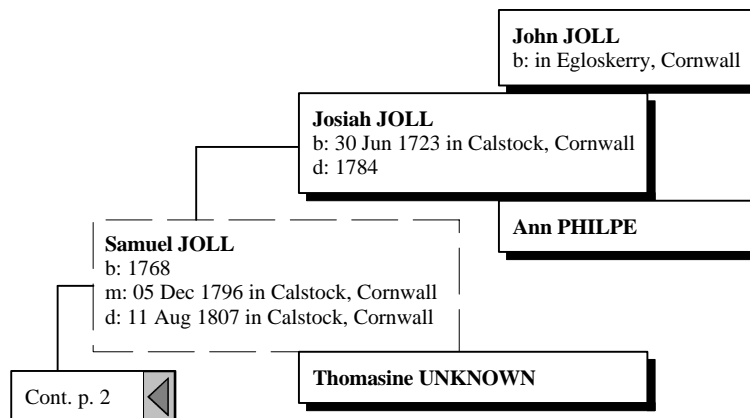 John JOLL
b: in Egloskerry, Cornwall
Josiah JOLL
b: 30 Jun 1723 in Calstock, Cornwall
d: 1784
Ann PHILPE
Samuel JOLL
b: 1768
m: 05 Dec 1796 in Calstock, Cornwall
d: 11 Aug 1807 in Calstock, Cornwall
Thomasine UNKNOWN
Cont. p. 2